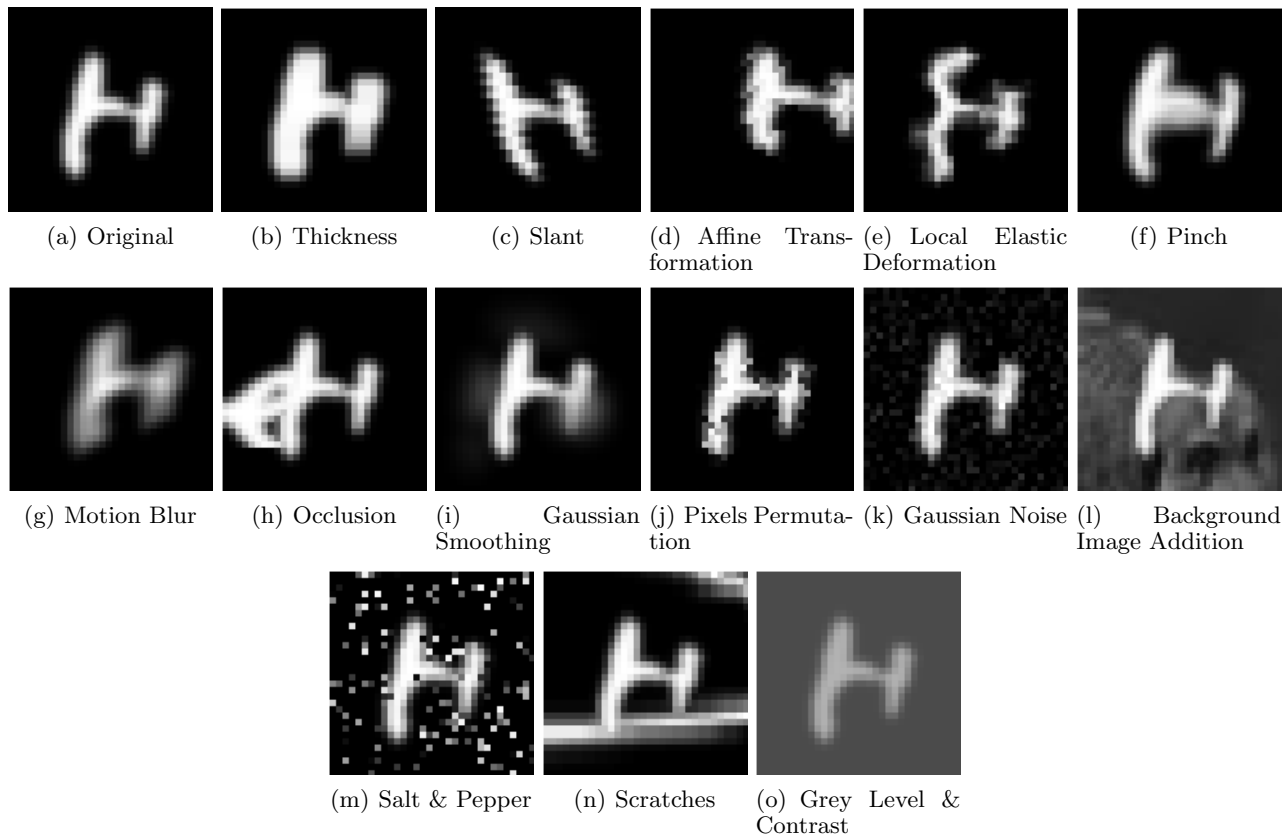 (a) Original
(b) Thickness
(c) Slant
(d) Affine Trans-
formation
(e) Local Elastic
Deformation
(f) Pinch
(g) Motion Blur
(h) Occlusion
(i) Gaussian
Smoothing
(j) Pixels Permuta-
tion
(k) Gaussian Noise
(l) Background
Image Addition
(m) Salt & Pepper
(n) Scratches
(o) Grey Level &
Contrast